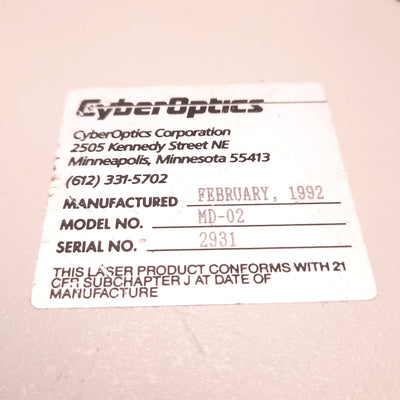 CyberOptics
CyberOptics Corporation
2505 Kennedy Street NE
Minneapolis, Minnesota 55413
(612) 331-5702
MANUFACTURED FEBRUARY, 1992
MODEL NO. MD-02
SERIAL NO. 2931
THIS LASER PRODUCT CONFORMS WITH 21
CFR SUBCHAPTER J AT DATE OF
MANUFACTURE